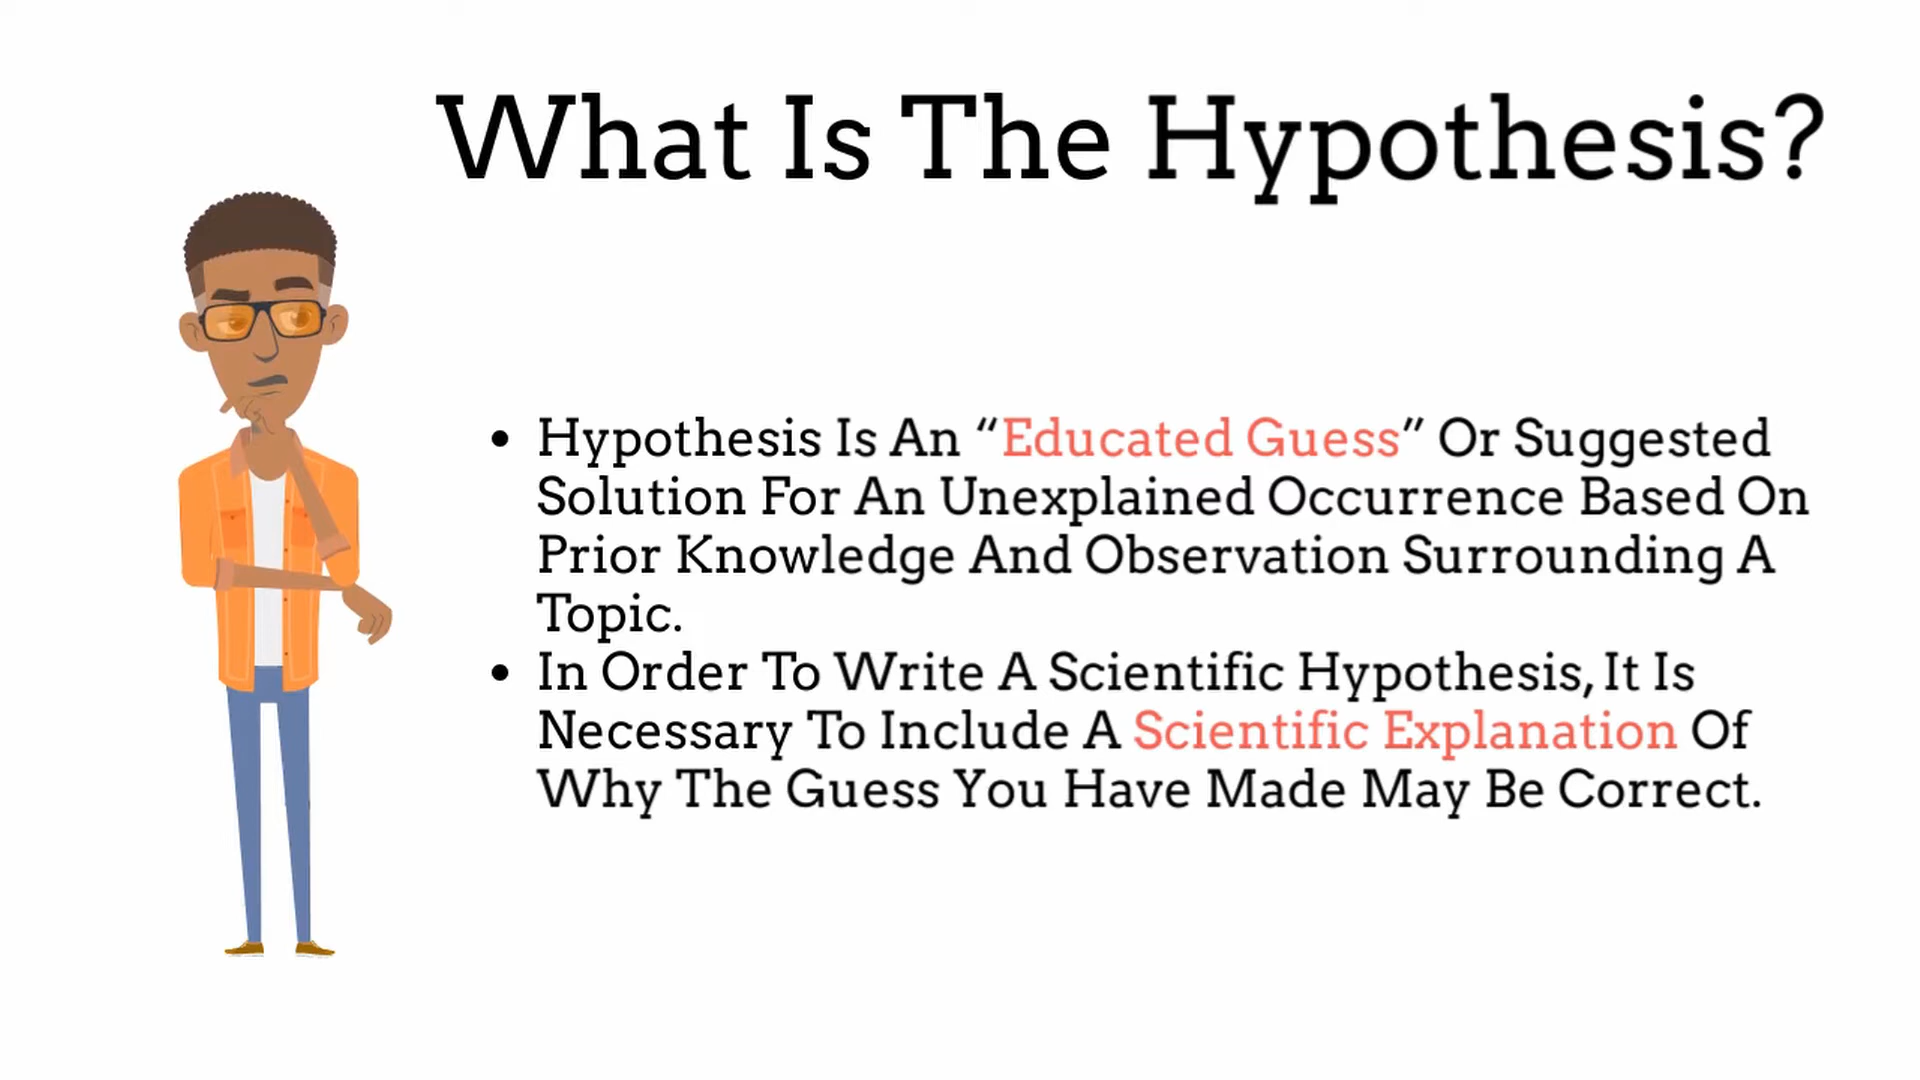 What Is The Hypothesis?
• Hypothesis Is An “Educated Guess” Or Suggested
Solution For An Unexplained Occurrence Based On
Prior Knowledge And Observation Surrounding A
Topic.
• In Order To Write A Scientific Hypothesis, It Is
Necessary To Include A Scientific Explanation Of
Why The Guess You Have Made May Be Correct.